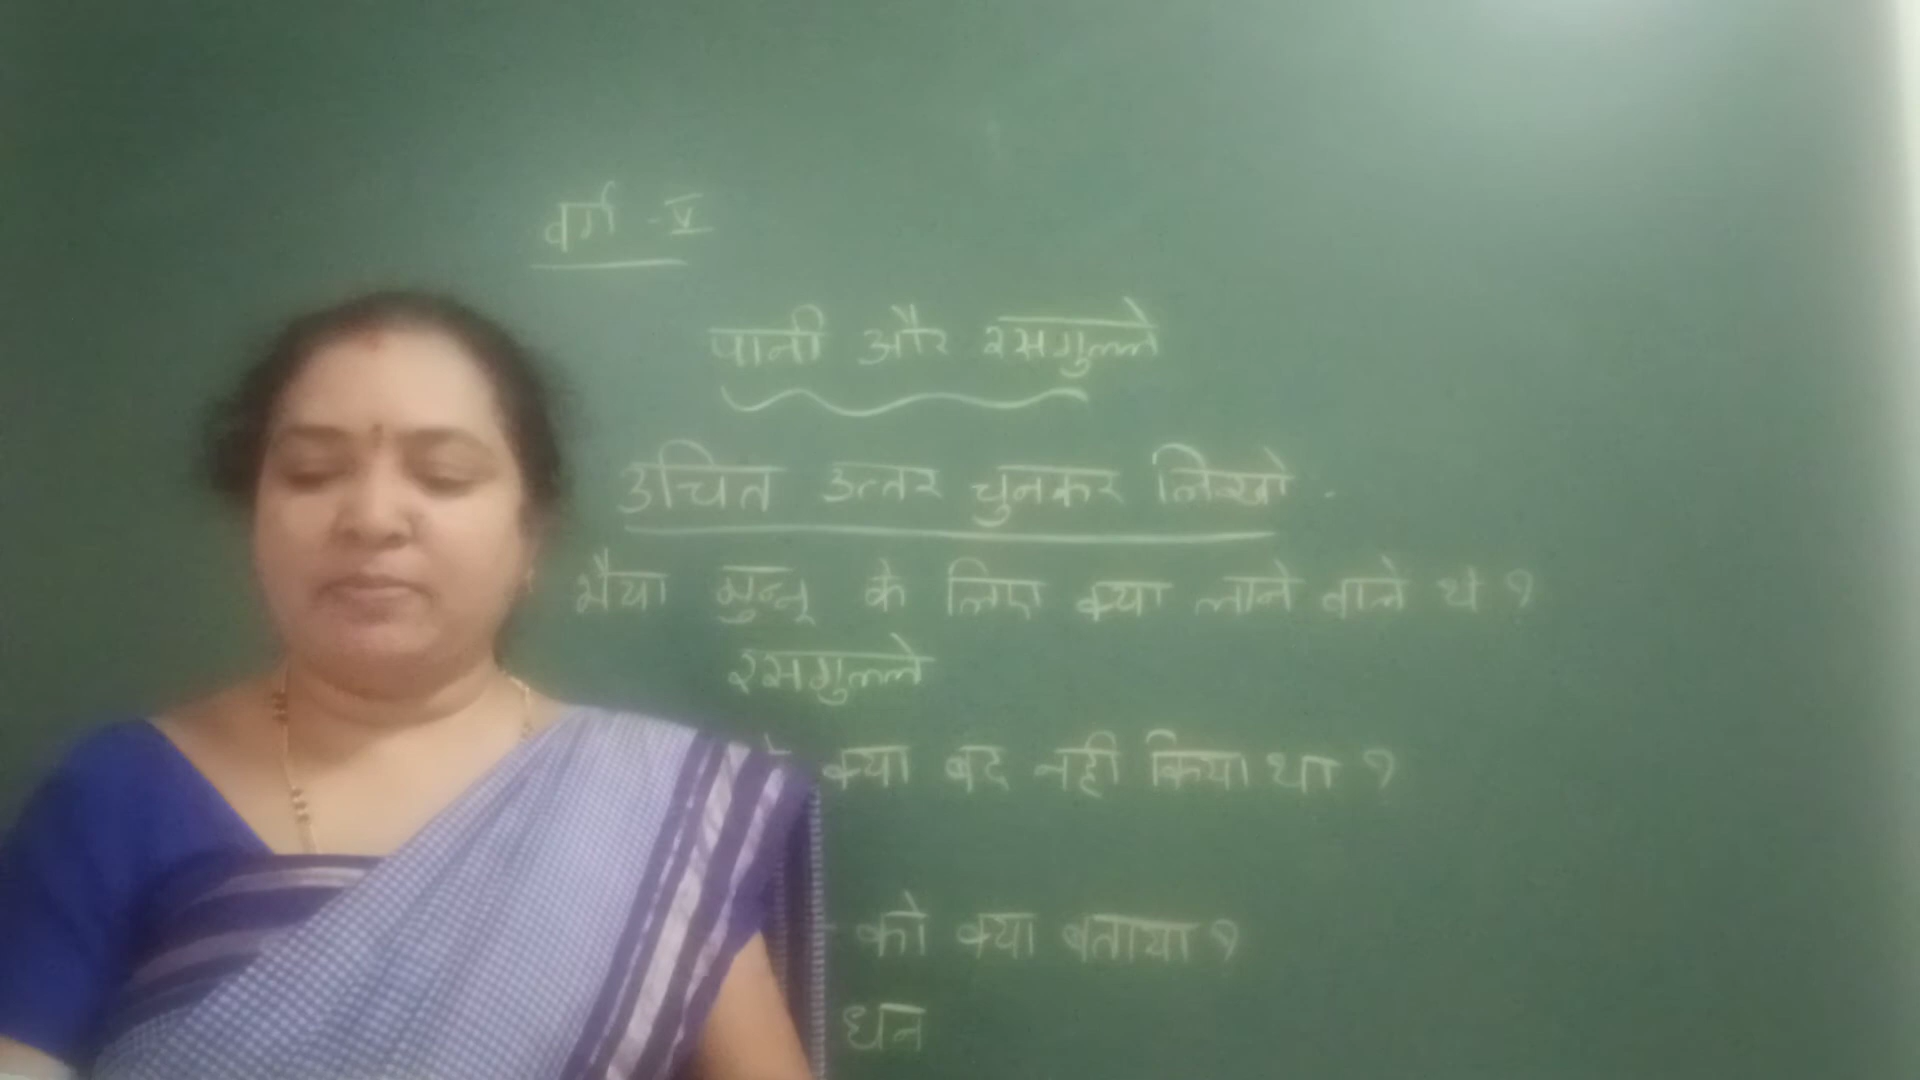 वर्ग - V
पानी और रसगुल्ले
उचित उत्तर चुनकर लिखो .
भैया मुन्नू के लिए क्या लाने वाले थे ?
रसगुल्ले
क्या बंद नही किया था ?
को क्या बताया ?
धन